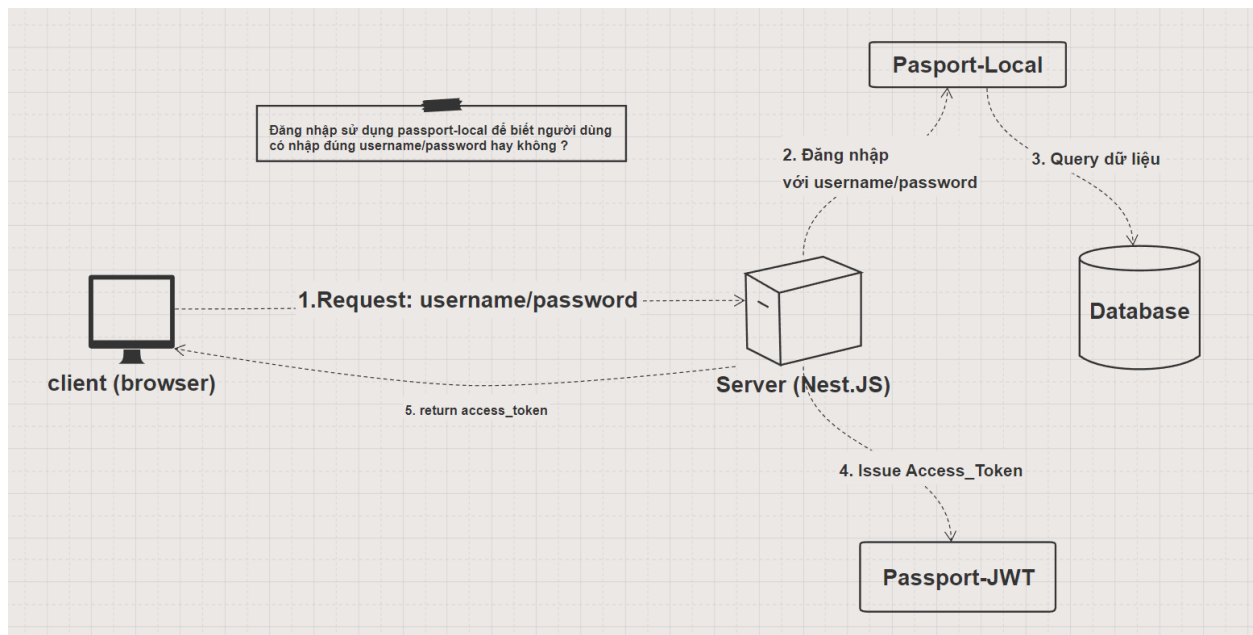 Pasport-Local
Đăng nhập sử dụng passport-local để biết người dùng
có nhập đúng username/password hay không ?
2. Đăng nhập
với username/password
3. Query dữ liệu
1.Request: username/password
Database
client (browser)
Server (Nest.JS)
5. return access_token
4. Issue Access_Token
Passport-JWT